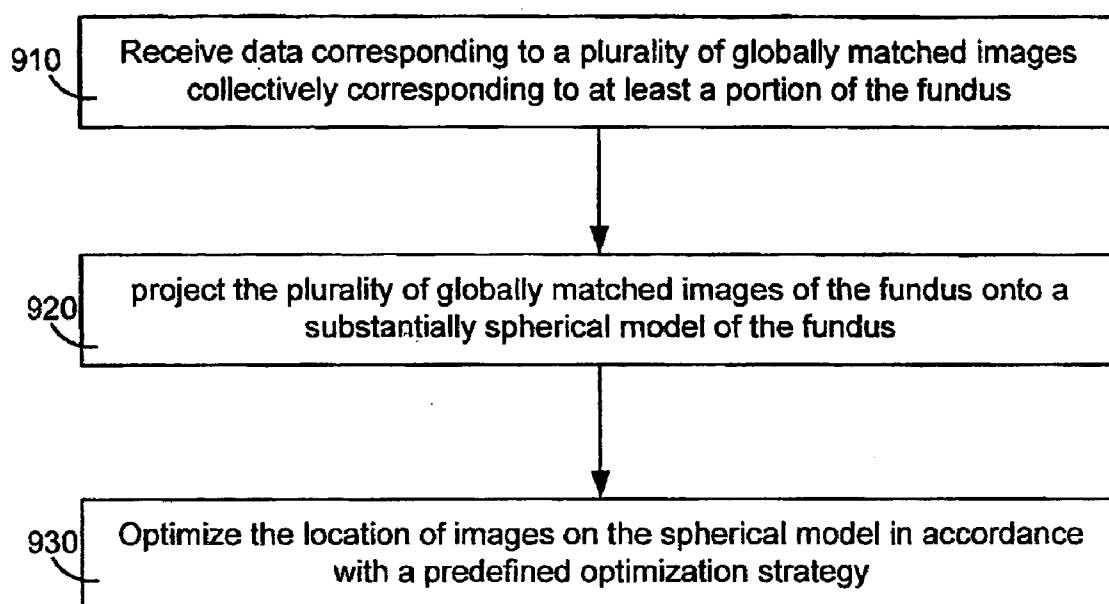 910
Receive data corresponding to a plurality of globally matched images
collectively corresponding to at least a portion of the fundus
920
project the plurality of globally matched images of the fundus onto a
substantially spherical model of the fundus
930
Optimize the location of images on the spherical model in accordance
with a predefined optimization strategy